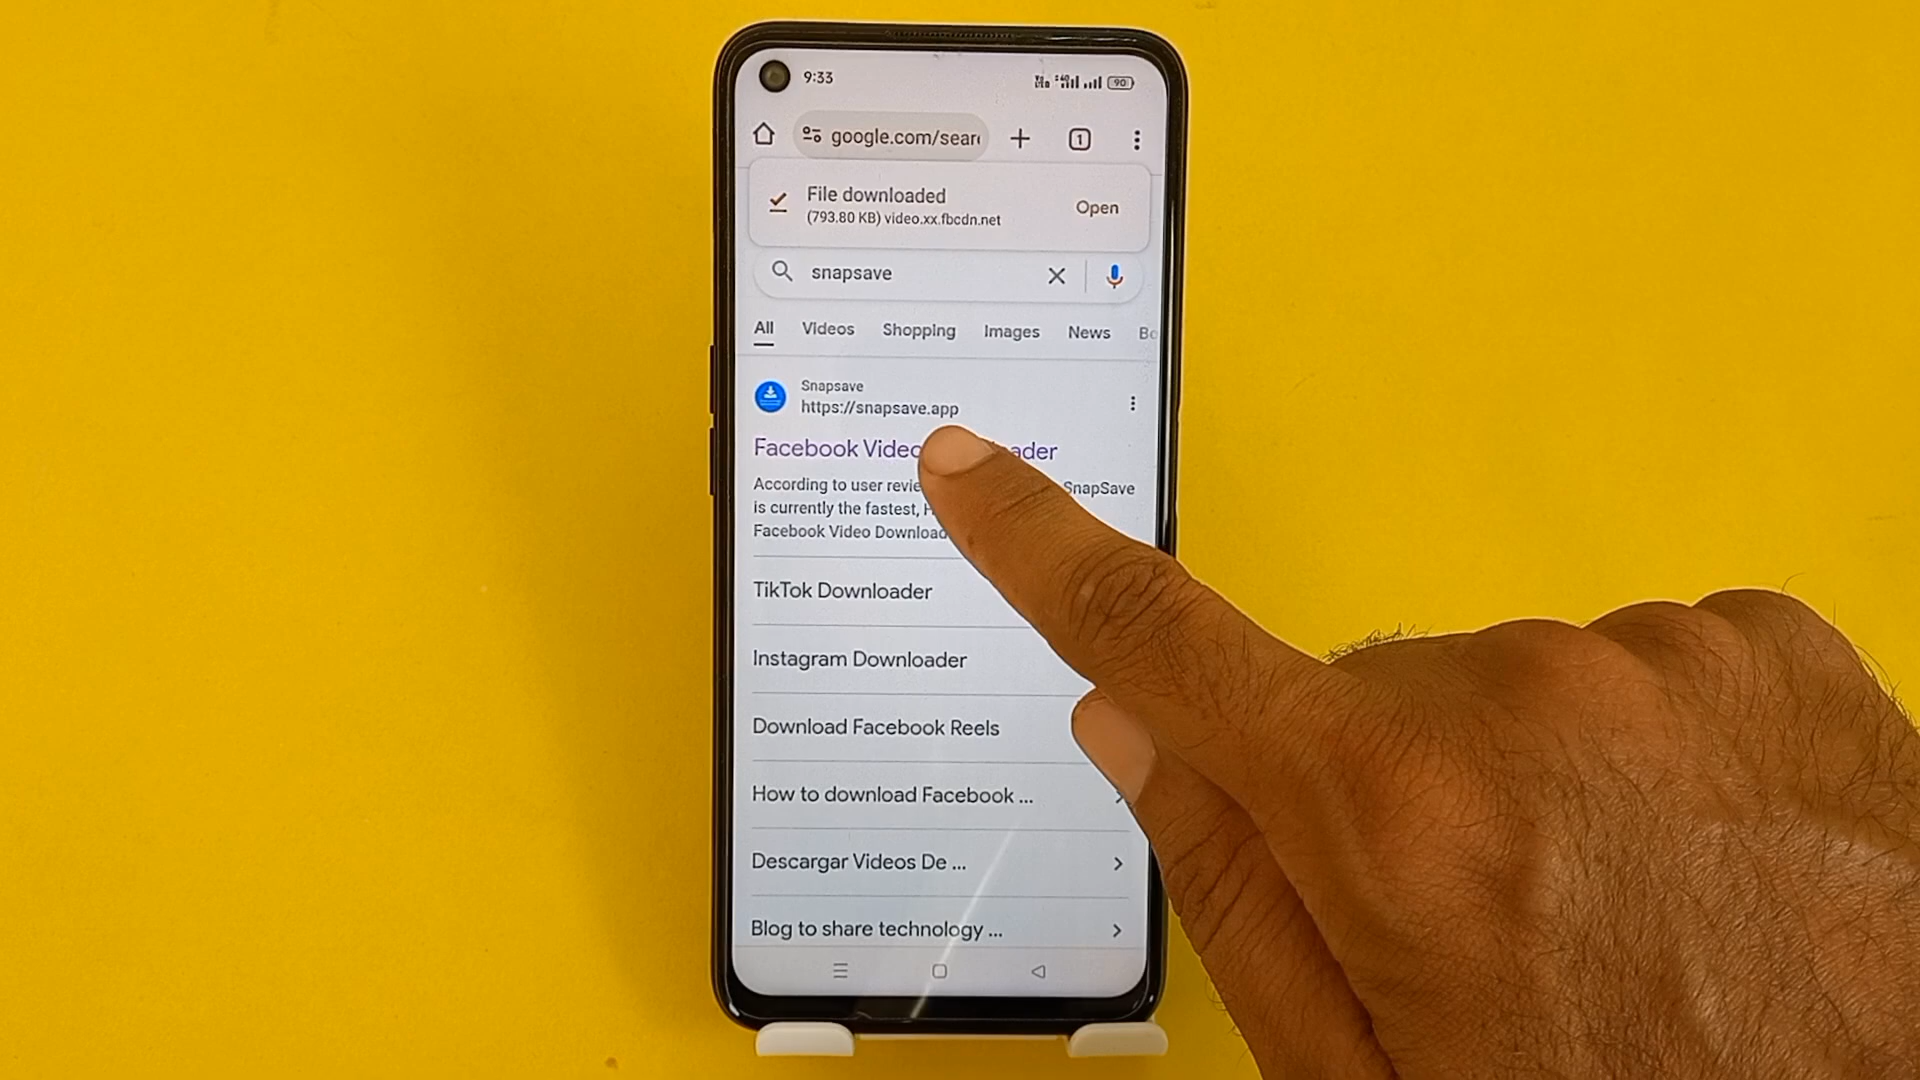 9:33
90
google.com/sear
1
File downloaded
Open
(793.80 KB) video.xx.fbcdn.net
snapsave
All Videos Shopping Images News Bo
Snapsave
https://snapsave.app
Facebook Video ader
According to user revie SnapSave
is currently the fastest, H
Facebook Video Download
TikTok Downloader
Instagram Downloader
Download Facebook Reels
How to download Facebook ...
Descargar Videos De ...
Blog to share technology ...